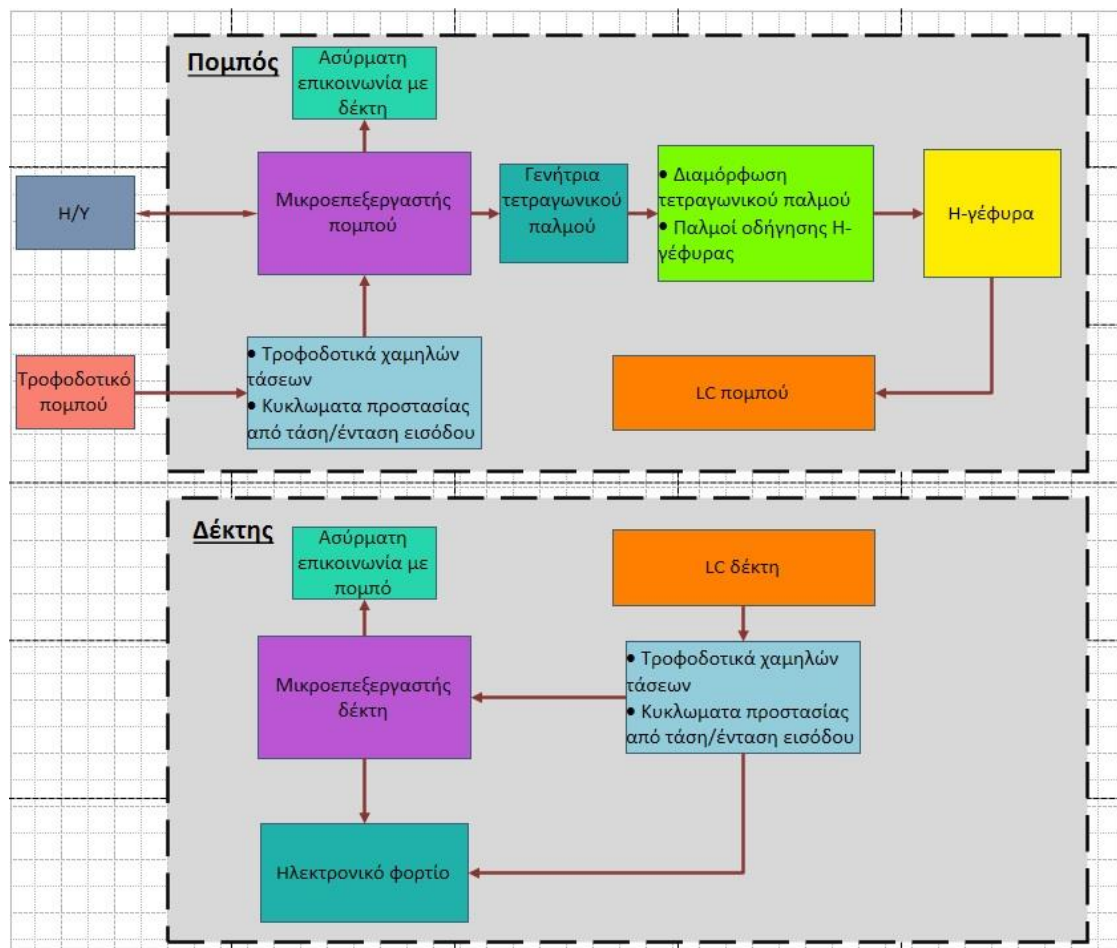 Πομπός
Ασύρματη
επικοινωνία με
δέκτη
Η/Υ
Μικροεπεξεργαστής
πομπού
Γενήτρια
τετραγωνικού
παλμού
• Διαμόρφωση
τετραγωνικού παλμού
• Παλμοί οδήγησης Η-
γέφυρας
Η-γέφυρα
Τροφοδοτικό
πομπού
• Τροφοδοτικά χαμηλών
τάσεων
• Κυκλωματα προστασίας
από τάση/ένταση εισόδου
LC πομπού
Δέκτης
Ασύρματη
επικοινωνία με
πομπό
LC δέκτη
Μικροεπεξεργαστής
δέκτη
• Τροφοδοτικά χαμηλών
τάσεων
• Κυκλωματα προστασίας
από τάση/ένταση εισόδου
Ηλεκτρονικό φορτίο